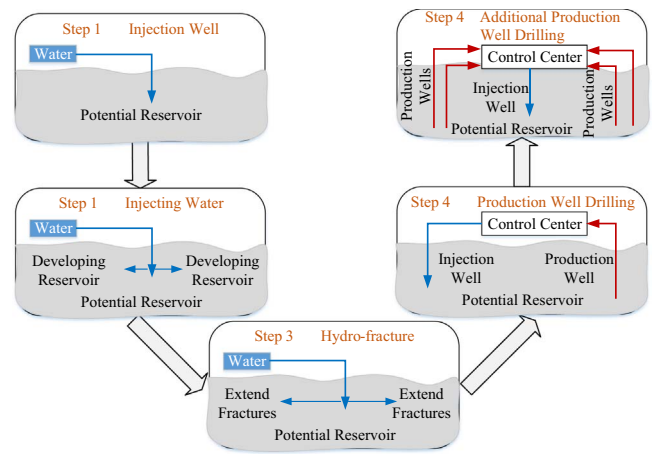 Step 1 Injection Well
Water
Potential Reservoir
Step 1 Injecting Water
Water
Developing
Reservoir
Developing
Reservoir
Potential Reservoir
Step 3 Hydro-fracture
Water
Extend
Fractures
Extend
Fractures
Potential Reservoir
Step 4 Production Well Drilling
Control Center
Injection
Well
Production
Well
Potential Reservoir
Step 4 Additional Production
Well Drilling
Control Center
Production
Wells
Injection
Well
Production
Wells
Potential Reservoir